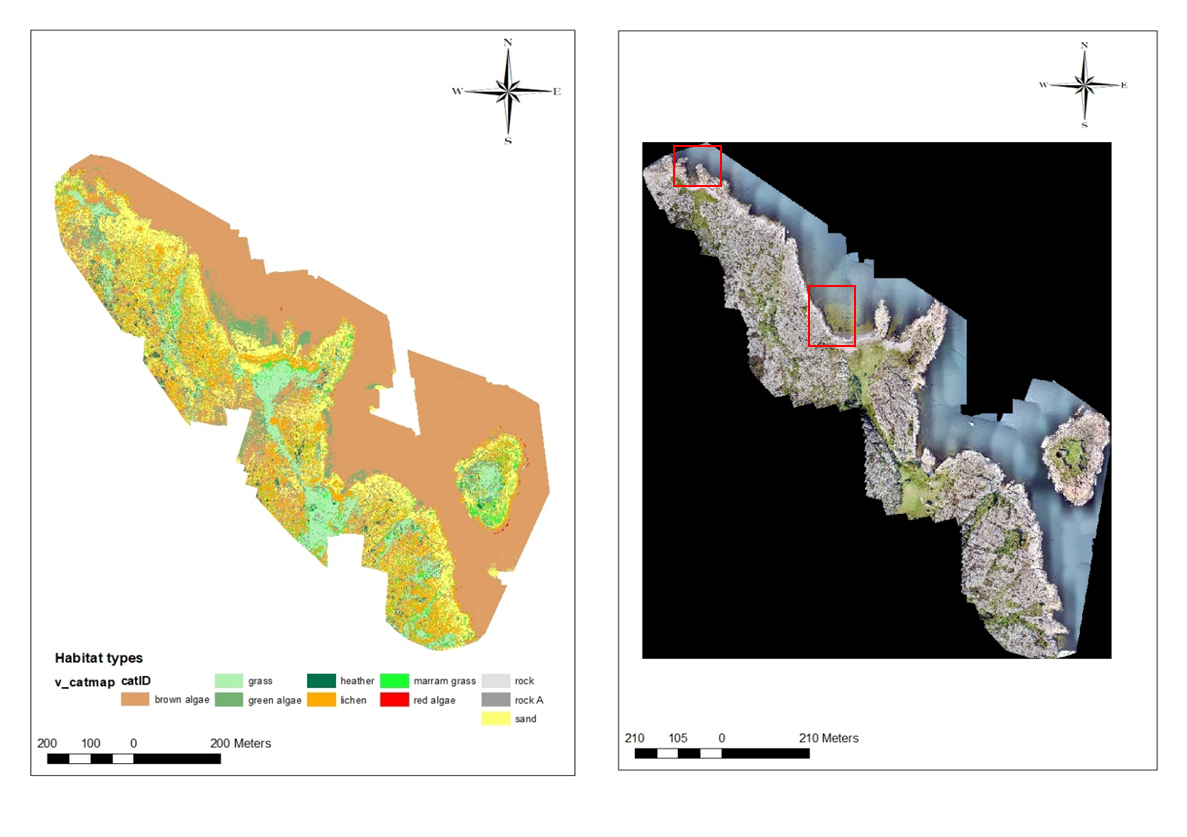 N
W E
S
Habitat types
v_catmap catID
brown algae
grass
green algae
heather
lichen
marram grass
red algae
rock
rock A
sand
200 100 0 200 Meters
N
W E
S
210 105 0 210 Meters